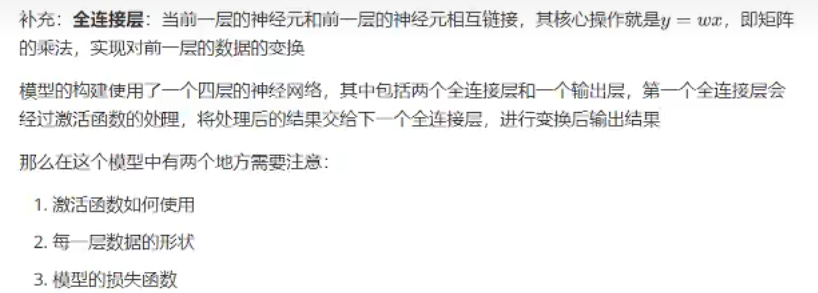 补充：全连接层：当前一层的神经元和前一层的神经元相互链接，其核心操作就是y = wx，即矩阵
的乘法，实现对前一层的数据的变换
模型的构建使用了一个四层的神经网络，其中包括两个全连接层和一个输出层，第一个全连接层会
经过激活函数的处理，将处理后的结果交给下一个全连接层，进行变换后输出结果
那么在这个模型中有两个地方需要注意：
1. 激活函数如何使用
2. 每一层数据的形状
3. 模型的损失函数